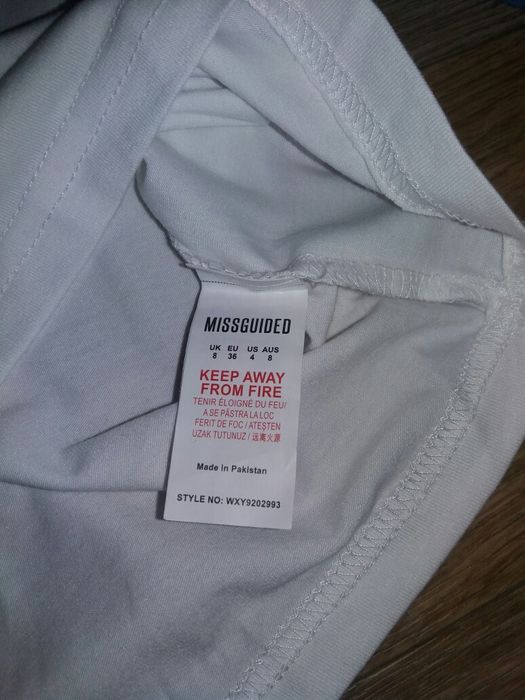 MISSGUIDED
UK EU US AUS
8 36 4 8
KEEP AWAY
FROM FIRE
TENIR ÉLOIGNÉ DU FEU/
A SE PĂSTRA LA LOC
FERIT DE FOC / ATEŞTEN
UZAK TUTUNUZ / 远离火源
Made in Pakistan
STYLE NO: WXY9202993